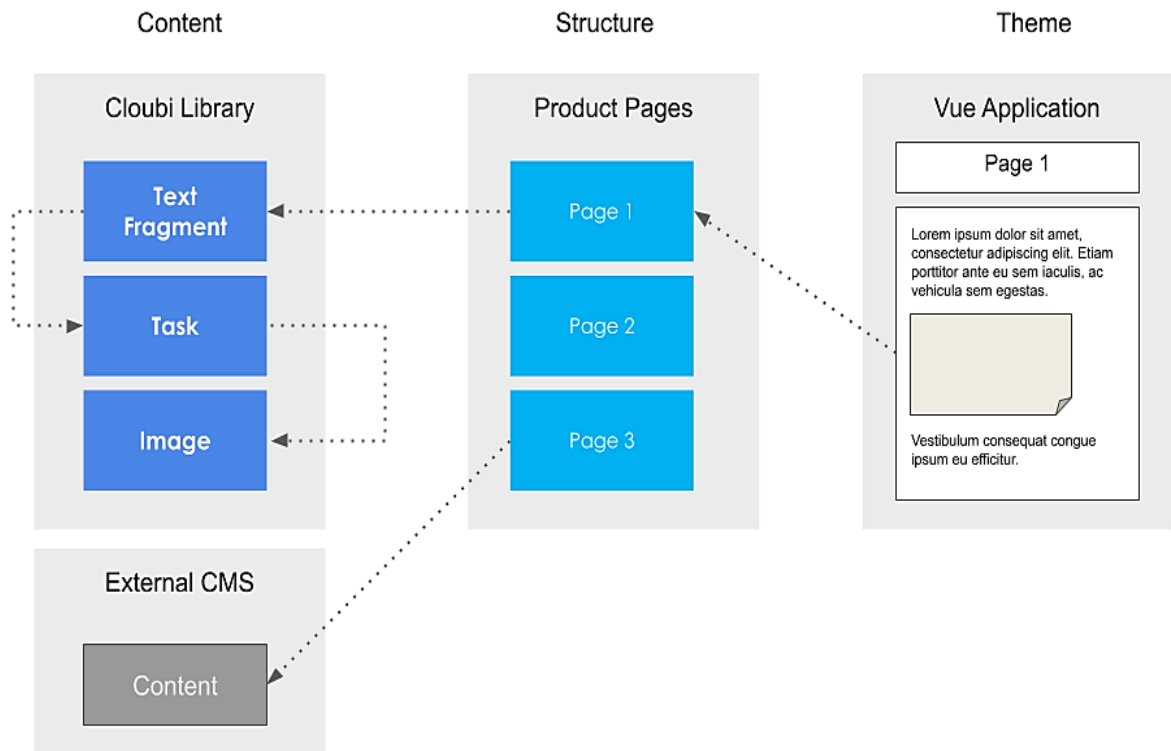 Content
Structure
Theme
Cloubi Library
Product Pages
Vue Application
Text
Fragment
Task
Image
Page 1
Page 2
Page 3
Page 1
Lorem ipsum dolor sit amet,
consectetur adipiscing elit. Etiam
porttitor ante eu sem iaculis, ac
vehicula sem egestas.
Vestibulum consequat congue
ipsum eu efficitur.
External CMS
Content